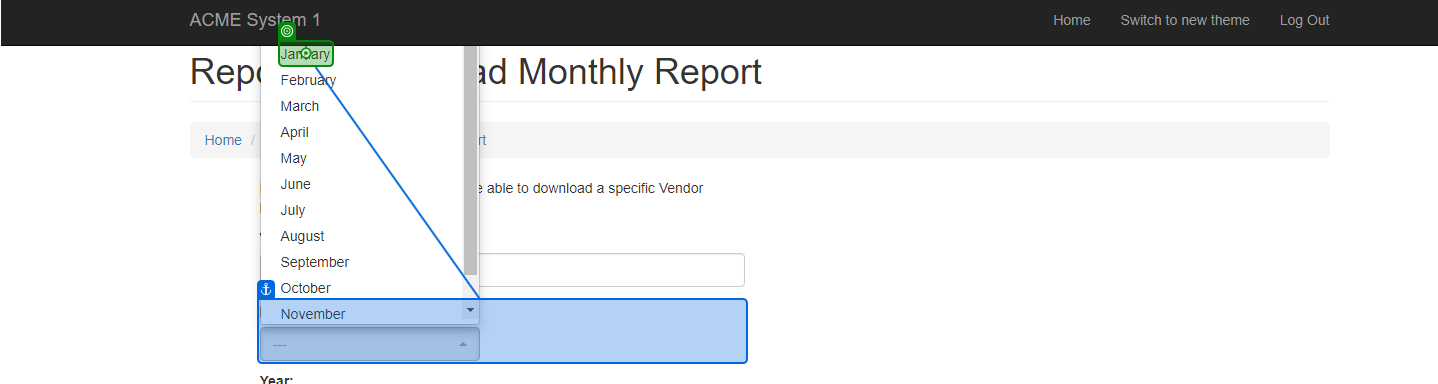 ACME System 1
Home
Switch to new theme
Log Out
January
Repo ad Monthly Report
February
March
April
Home / rt
May
June
able to download a specific Vendor
July
August
September
October
November
---
Year: